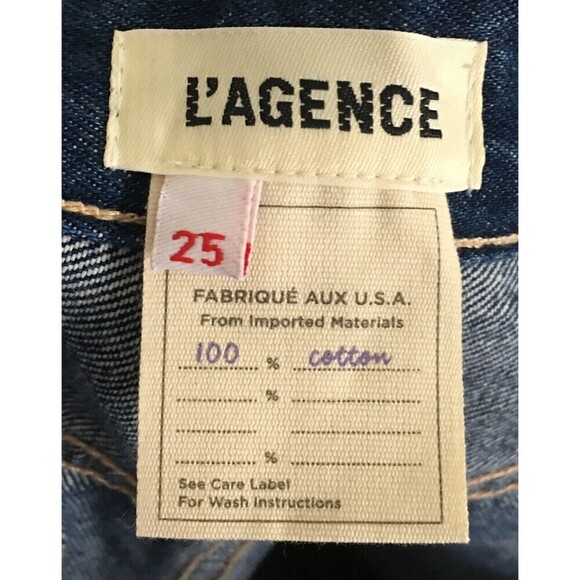 L'AGENCE
25
FABRIQUÉ AUX U.S.A.
From Imported Materials
100 % cotton
%
%
See Care Label
For Wash Instructions